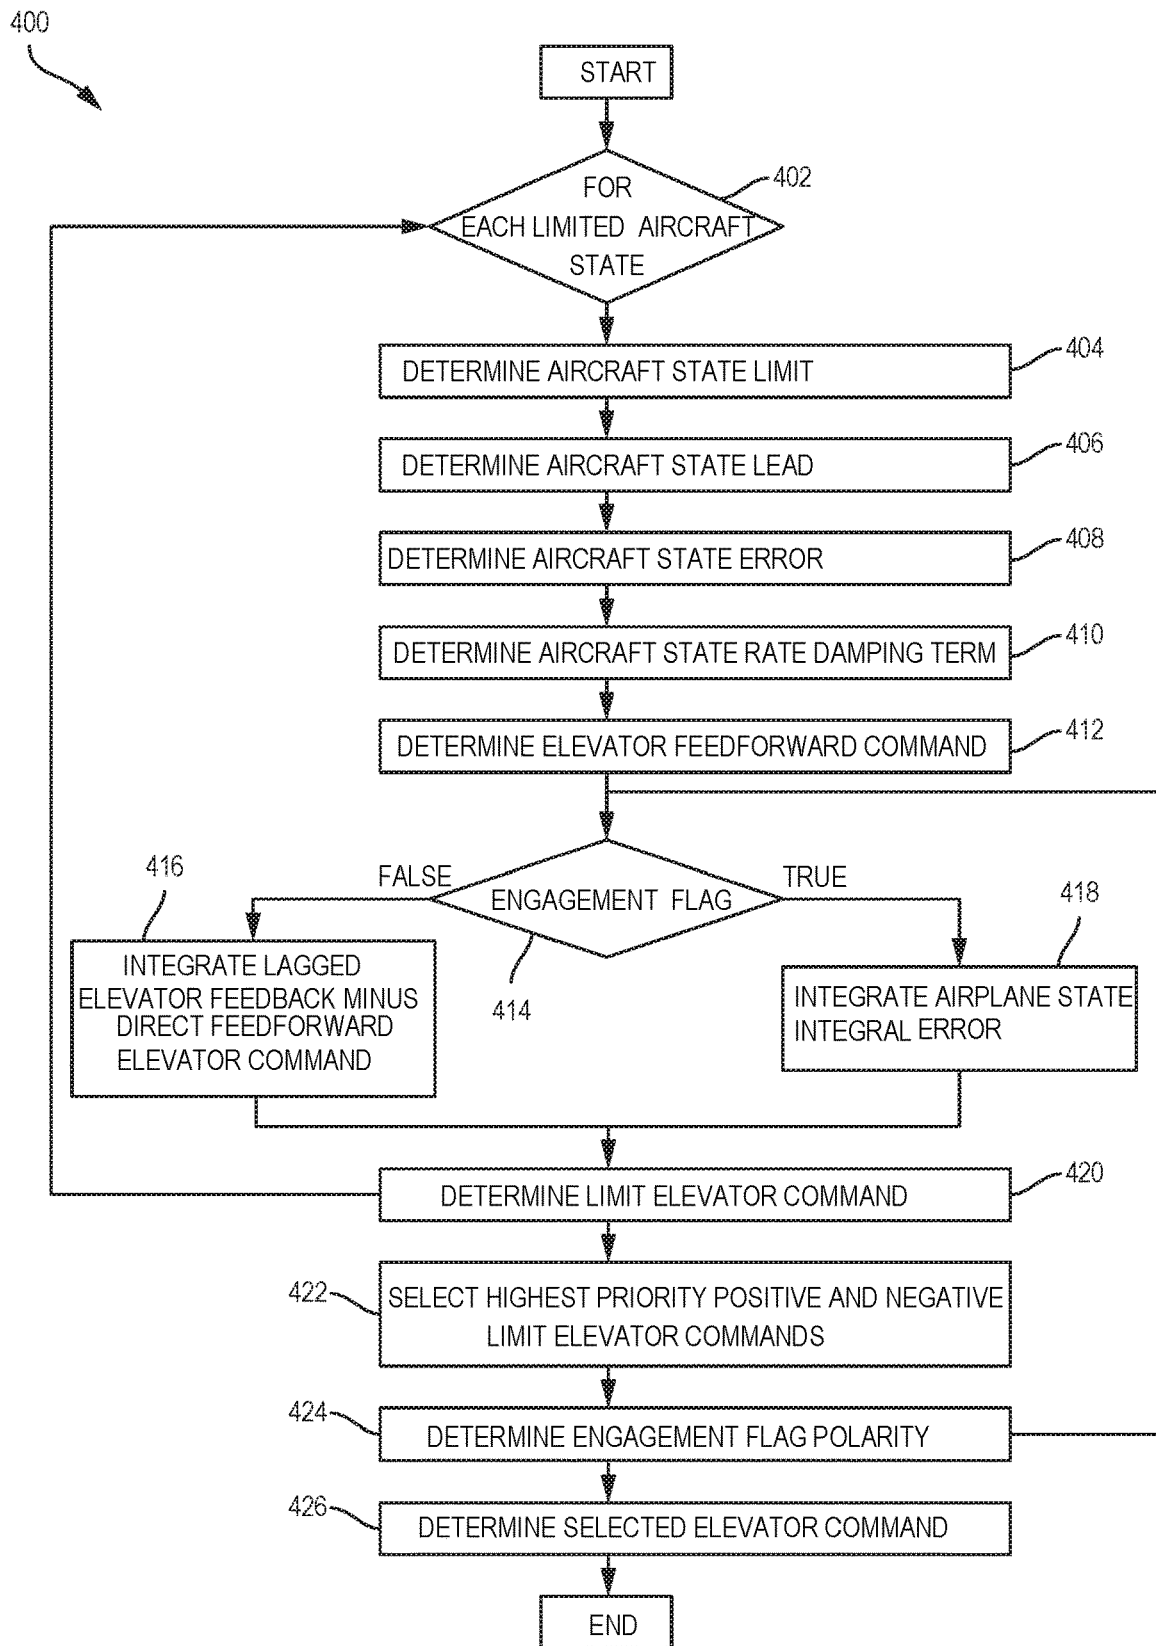 400
START
402
FOR
EACH LIMITED AIRCRAFT
STATE
404
DETERMINE AIRCRAFT STATE LIMIT
406
DETERMINE AIRCRAFT STATE LEAD
408
DETERMINE AIRCRAFT STATE ERROR
410
DETERMINE AIRCRAFT STATE RATE DAMPING TERM
412
DETERMINE ELEVATOR FEEDFORWARD COMMAND
416
FALSE
ENGAGEMENT FLAG
TRUE
418
414
INTEGRATE LAGGED
ELEVATOR FEEDBACK MINUS
DIRECT FEEDFORWARD
ELEVATOR COMMAND
INTEGRATE AIRPLANE STATE
INTEGRAL ERROR
420
DETERMINE LIMIT ELEVATOR COMMAND
422
SELECT HIGHEST PRIORITY POSITIVE AND NEGATIVE
LIMIT ELEVATOR COMMANDS
424
DETERMINE ENGAGEMENT FLAG POLARITY
426
DETERMINE SELECTED ELEVATOR COMMAND
END